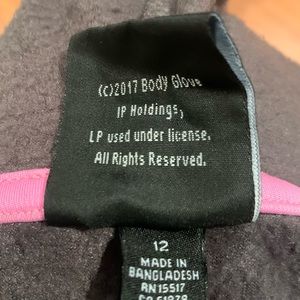 (c)2017 Body Glove
IP Holdings,
LP used under license.
All Rights Reserved.
12
MADE IN
BANGLADESH
RN15517